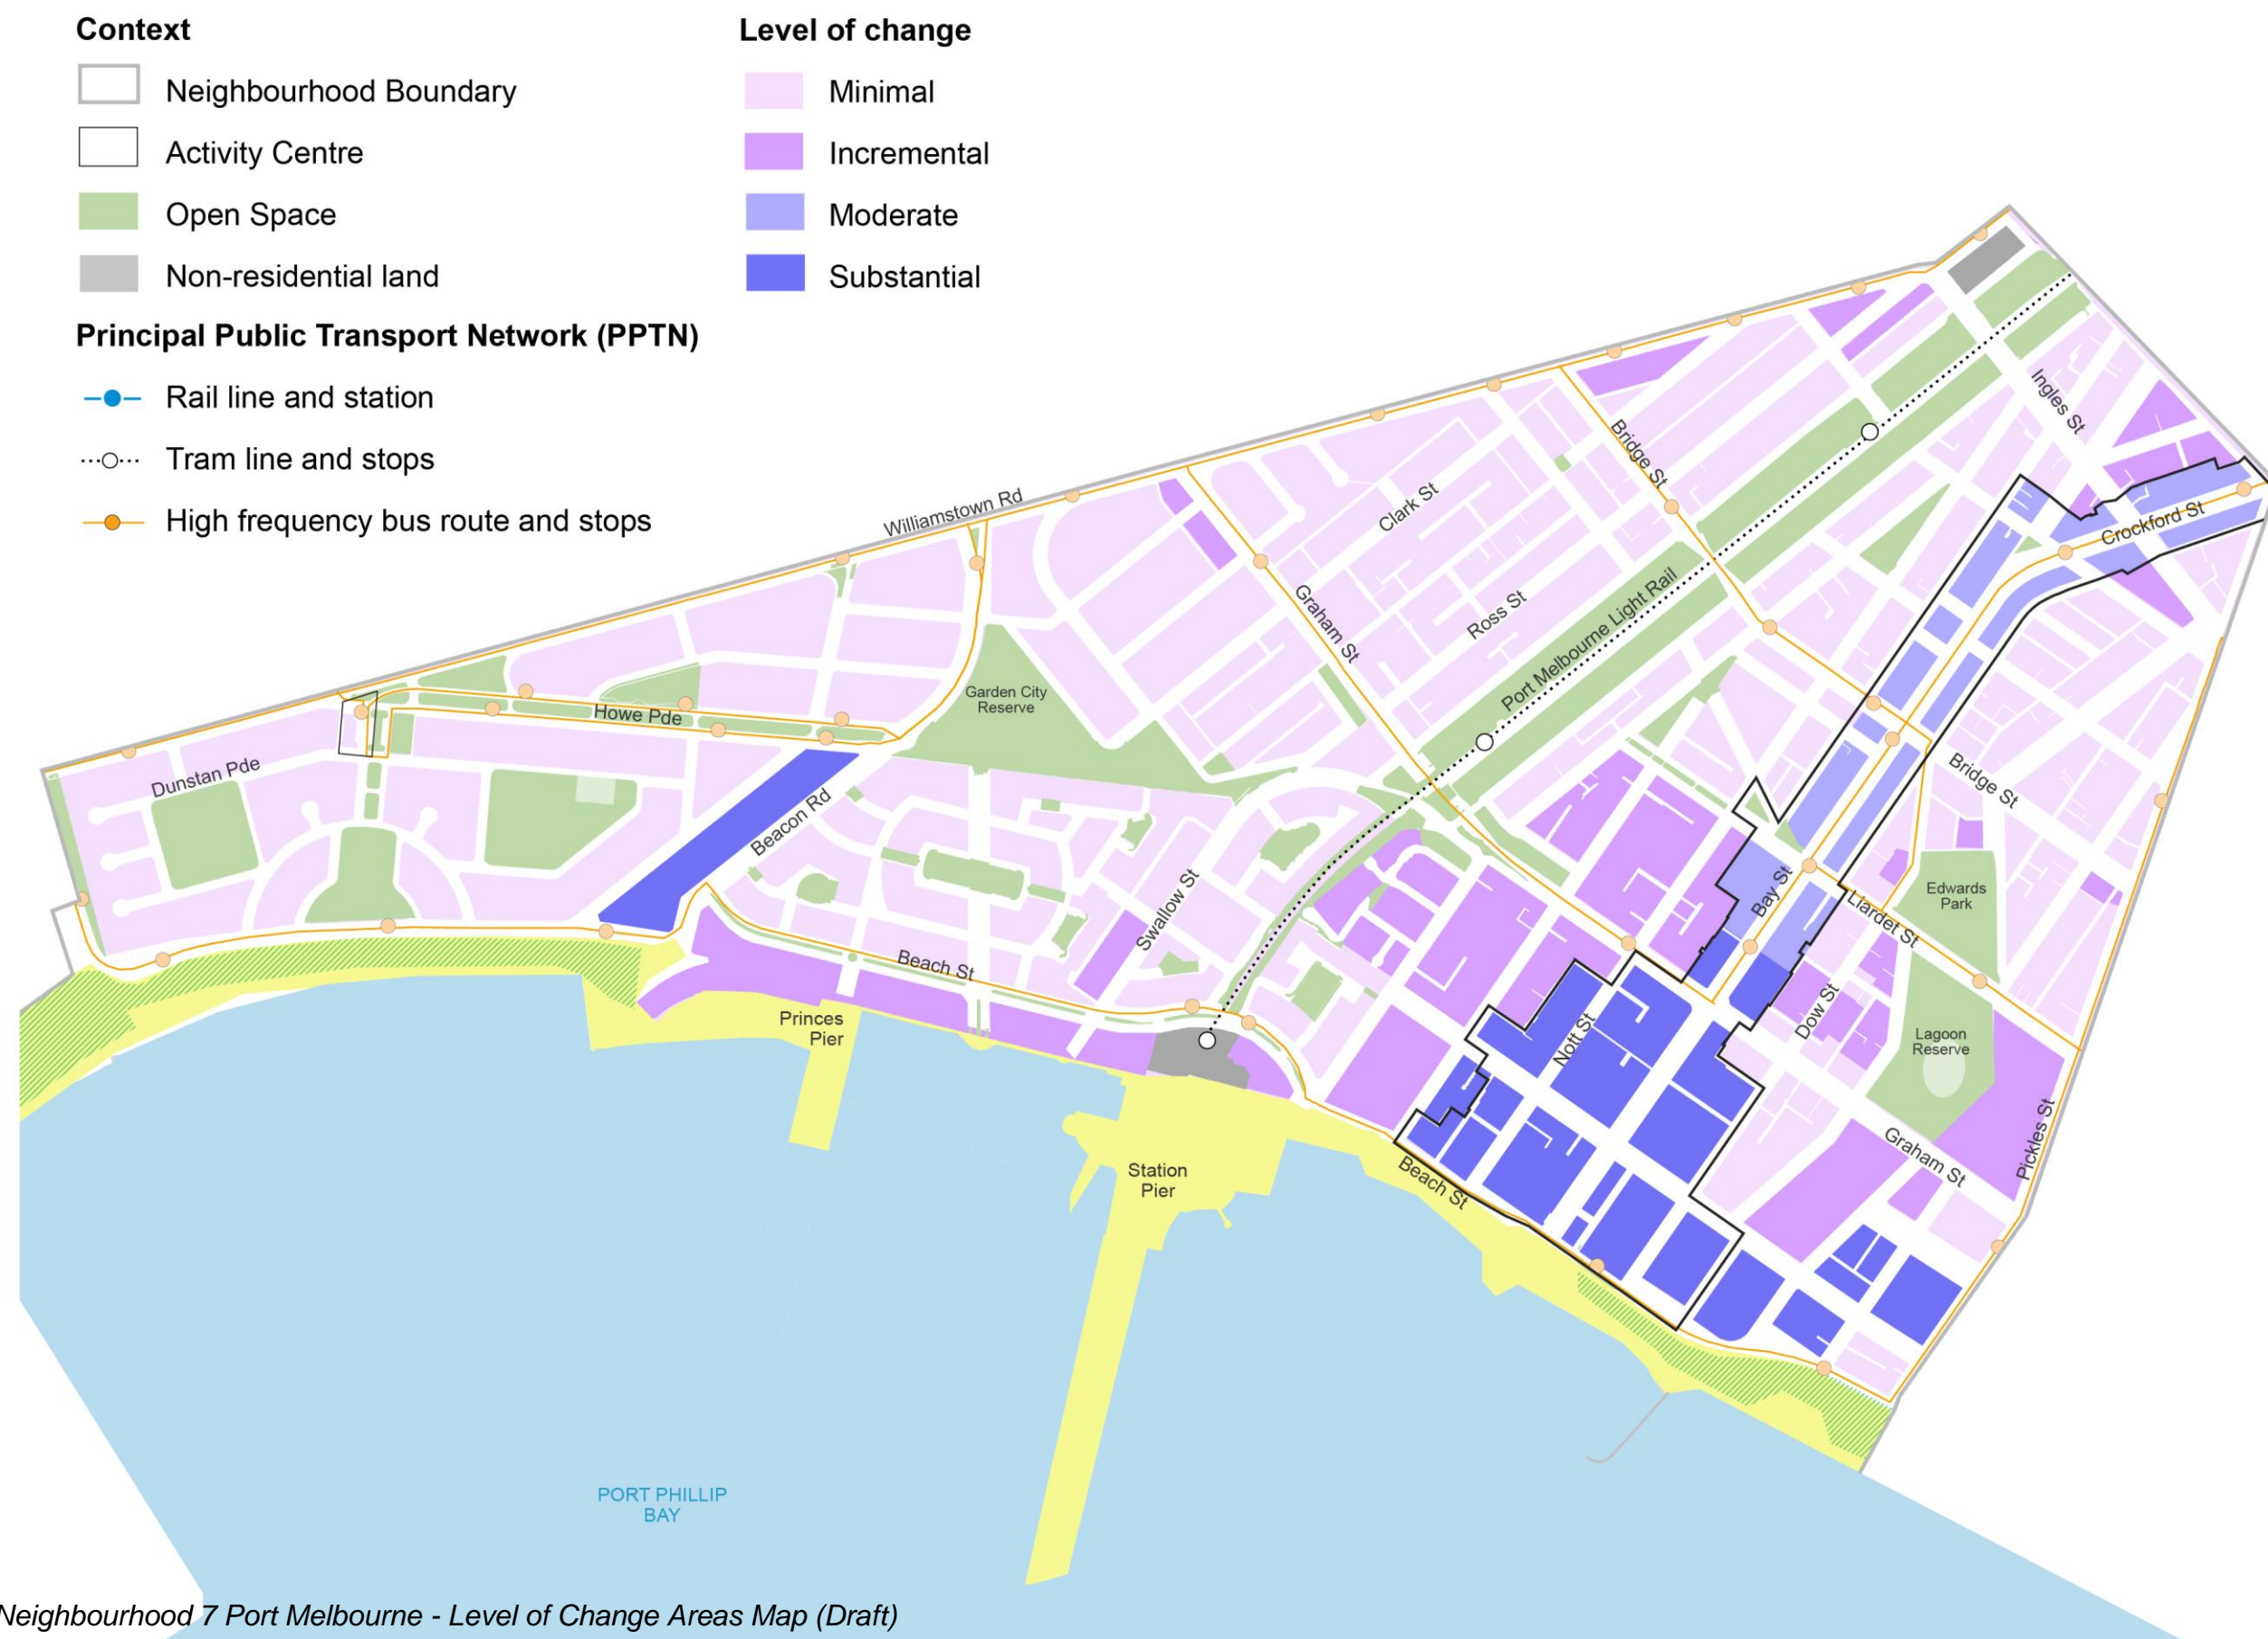 Context
Neighbourhood Boundary
Activity Centre
Open Space
Non-residential land
Principal Public Transport Network (PPTN)
Rail line and station
Tram line and stops
High frequency bus route and stops
Level of change
Minimal
Incremental
Moderate
Substantial
Williamstown Rd
Clark St
Bridge St
Ingles St
Crockford St
Ross St
Graham St
Port Melbourne Light Rail
Garden City
Reserve
Howe Pde
Dunstan Pde
Beacon Rd
Swallow St
Beach St
Bridge St
Bay St
Edwards
Park
Liardet St
Dow St
Lagoon
Reserve
Nott St
Princes
Pier
Station
Pier
Beach St
Graham St
Pickles St
PORT PHILLIP
BAY
Neighbourhood 7 Port Melbourne - Level of Change Areas Map (Draft)